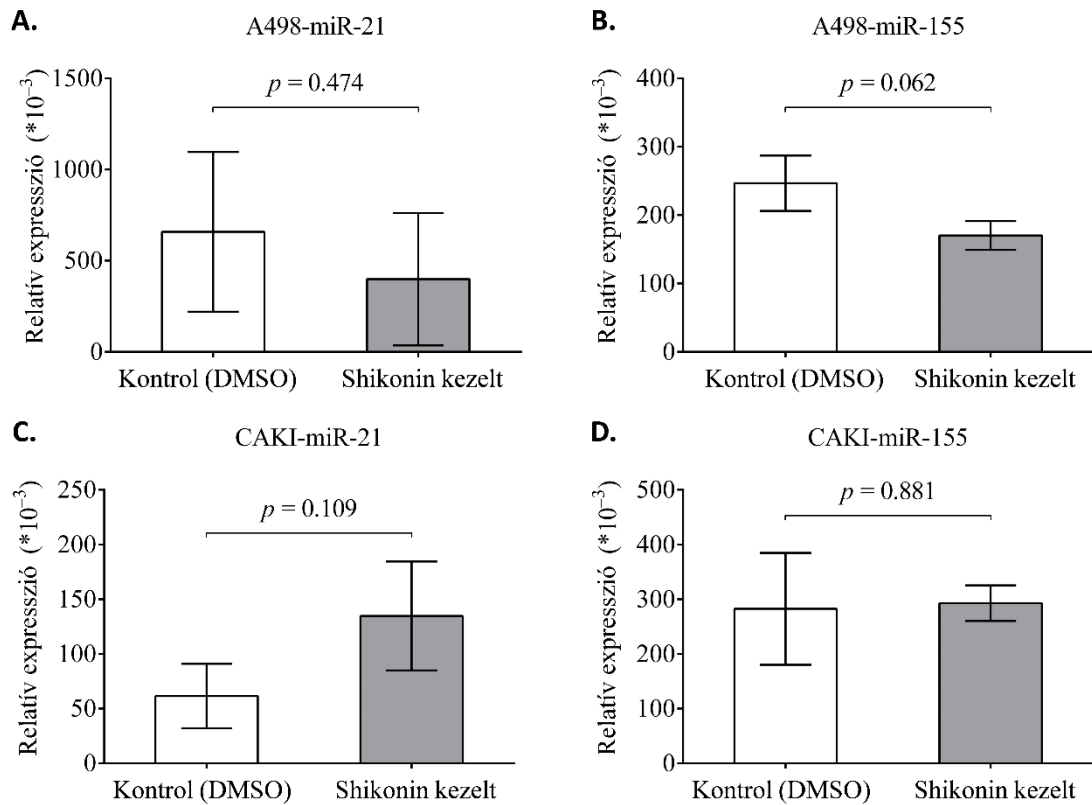 A.
A498-miR-21
p = 0.474
Relatív expresszió (*10⁻³)
1500
1000
500
0
Kontrol (DMSO) Shikonin kezelt
B.
A498-miR-155
p = 0.062
Relatív expresszió (*10⁻³)
400
300
200
100
0
Kontrol (DMSO) Shikonin kezelt
C.
CAKI-miR-21
p = 0.109
Relatív expresszió (*10⁻³)
250
200
150
100
50
0
Kontrol (DMSO) Shikonin kezelt
D.
CAKI-miR-155
p = 0.881
Relatív expresszió (*10⁻³)
500
400
300
200
100
0
Kontrol (DMSO) Shikonin kezelt